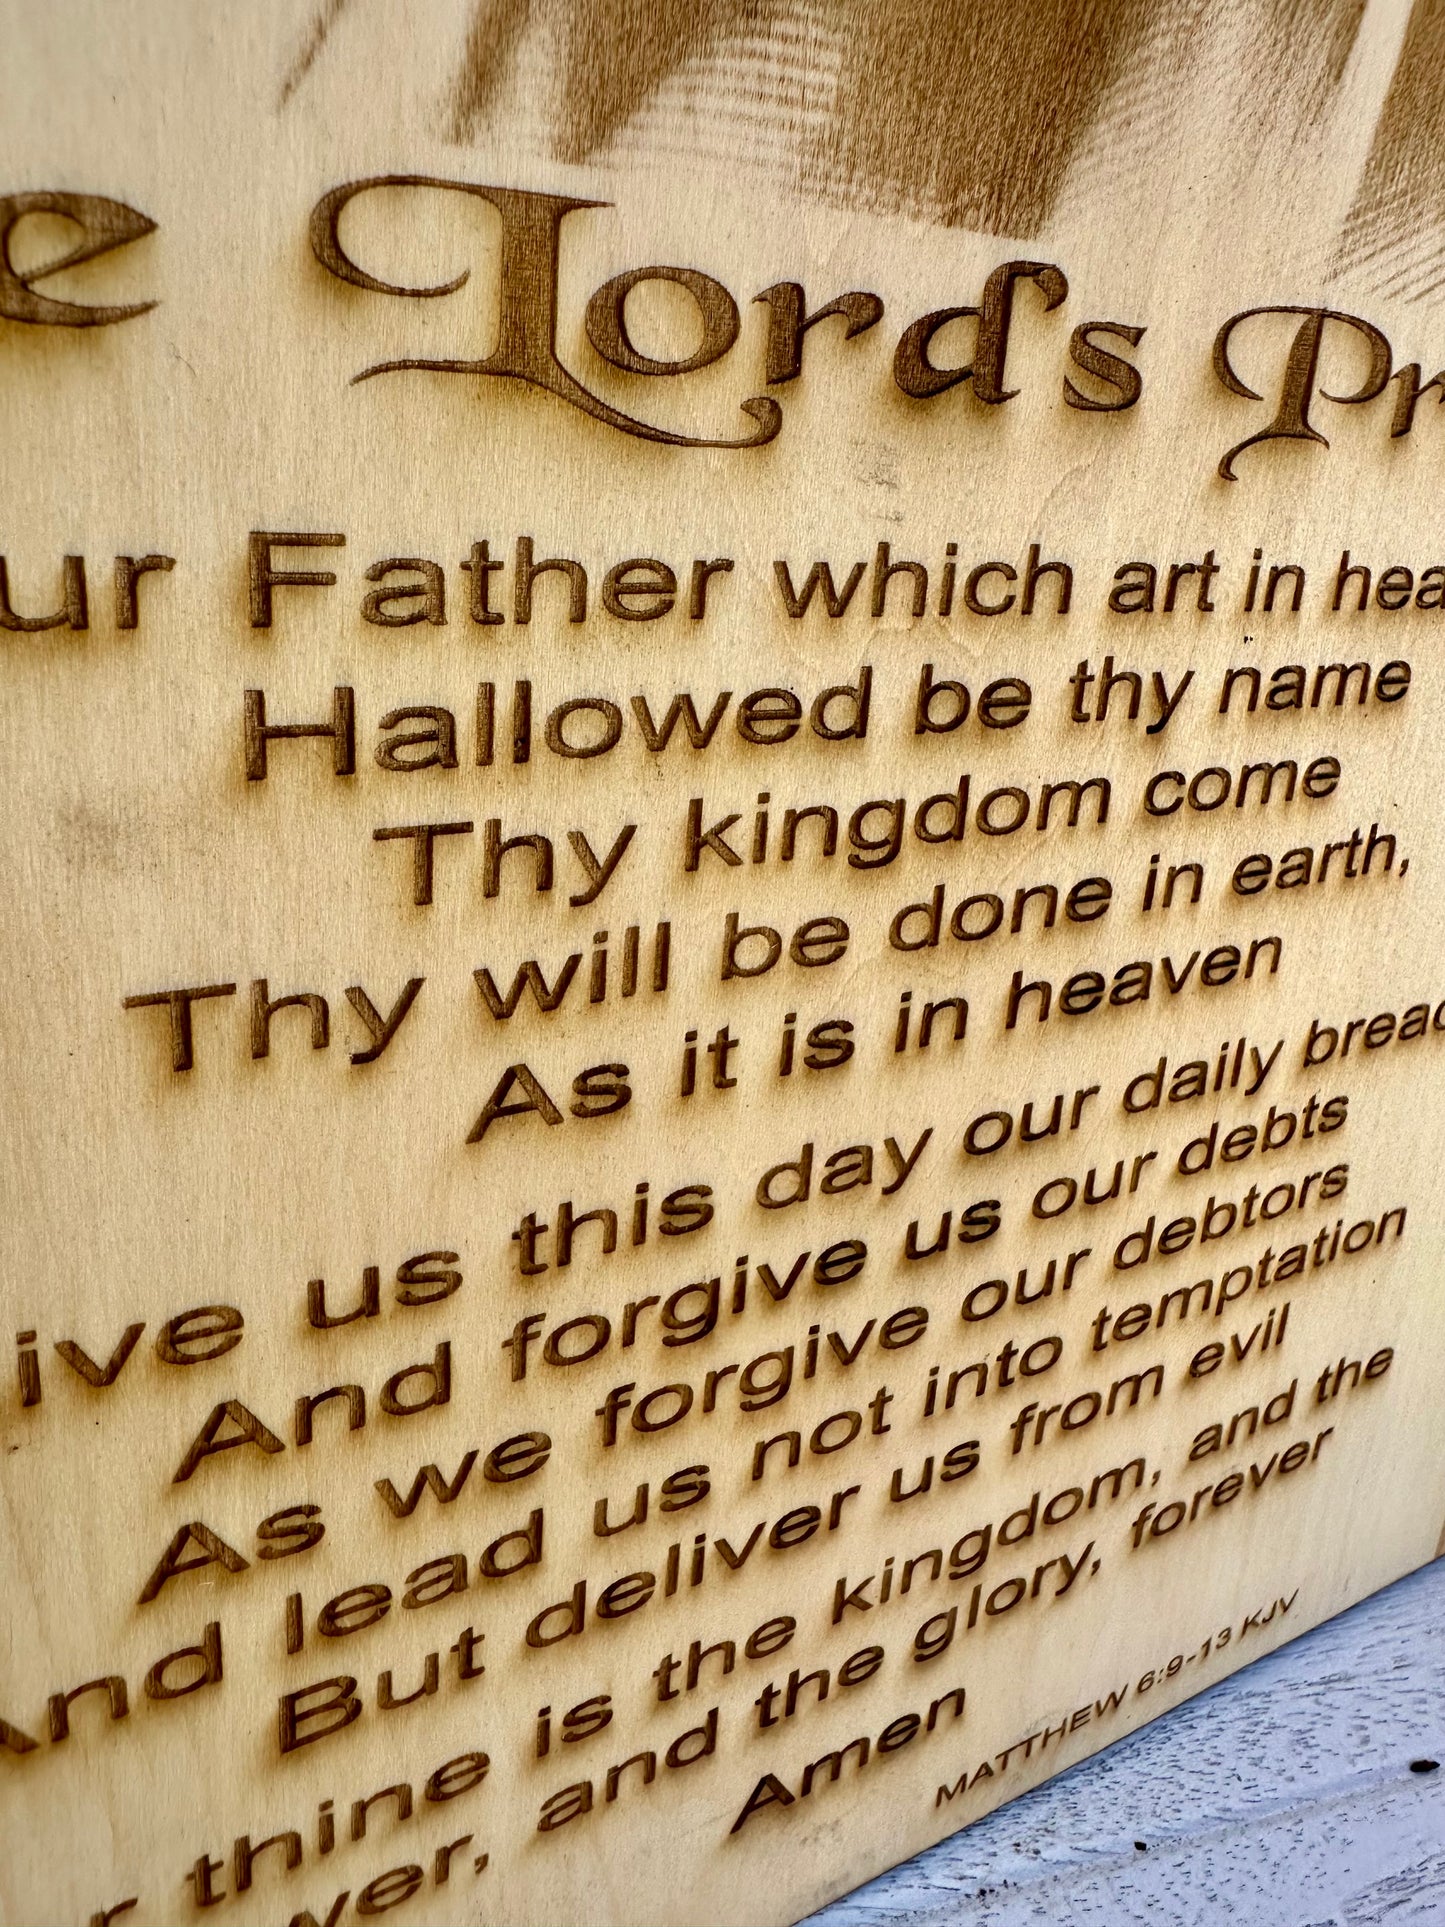 e Lord's Pr
ur Father which art in hea
Hallowed be thy name
Thy kingdom come
Thy will be done in earth,
As it is in heaven
ive us this day our daily bread
And forgive us our debts
As we forgive our debtors
And lead us not into temptation
But deliver us from evil
r thine is the kingdom, and the
wer, and the glory, forever
Amen
MATTHEW 6:9-13 KJV